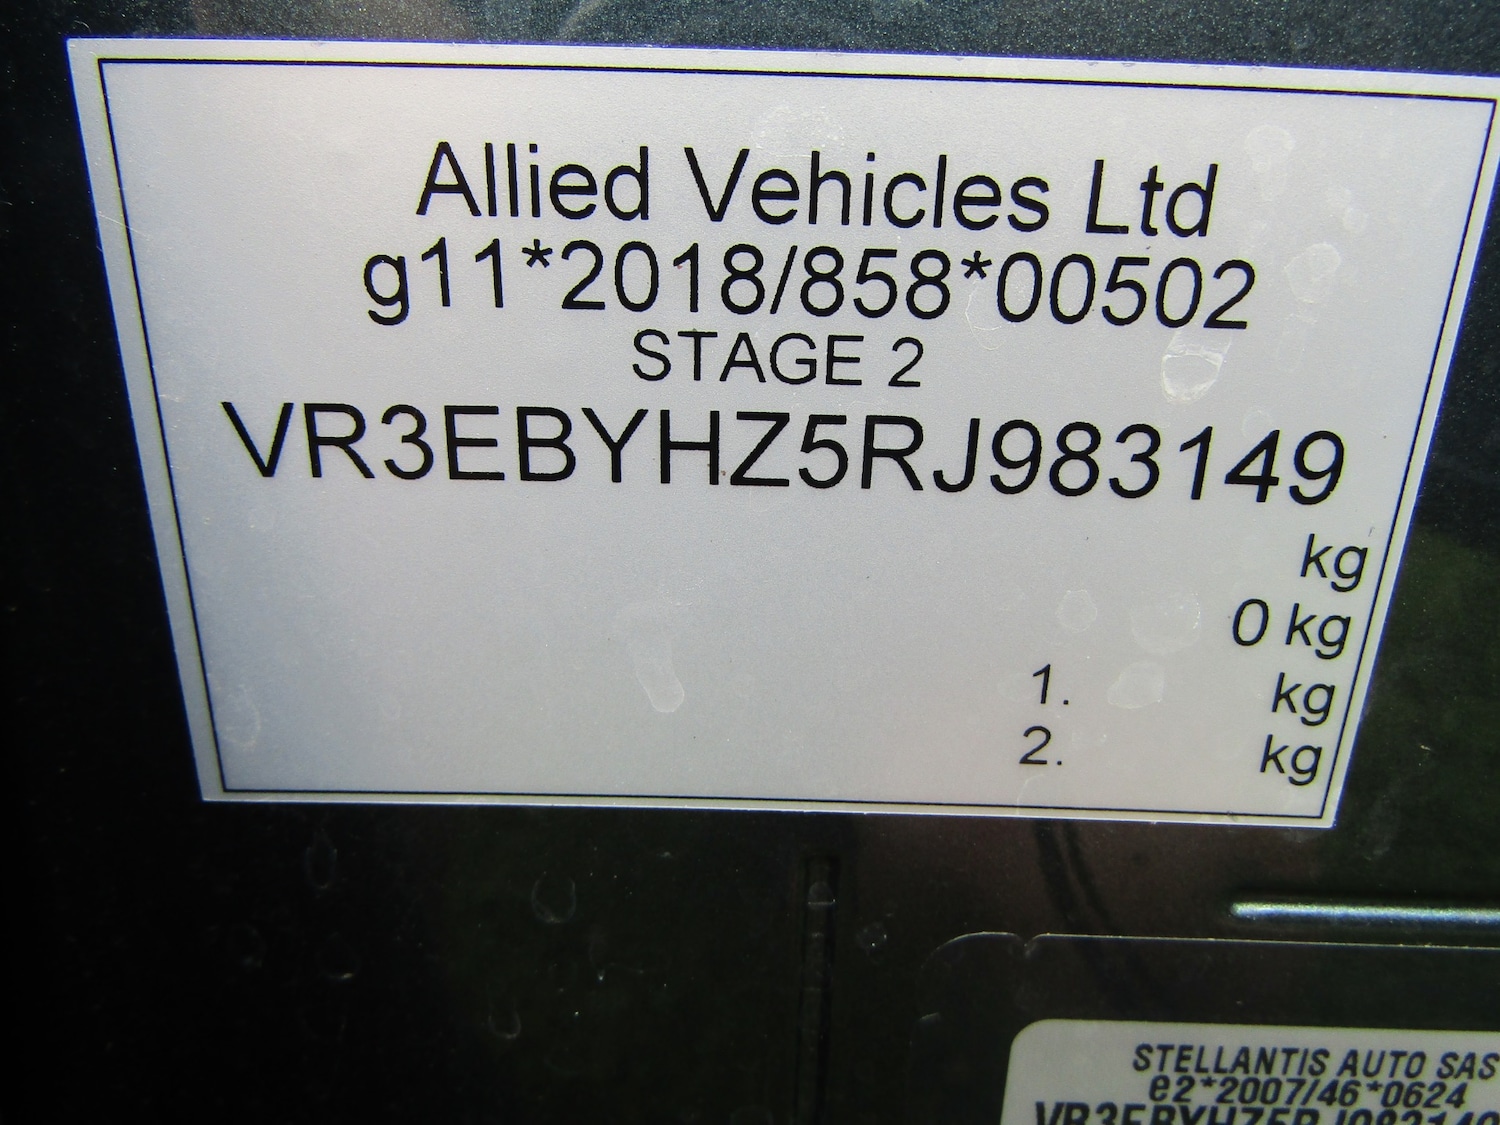 Allied Vehicles Ltd
g11*2018/858*00502
STAGE 2
VR3EBYHZ5RJ983149
kg
0 kg
1. kg
2. kg
STELLANTIS AUTO SAS
e2*2007/46*0624
VR3EBYHZ5RJ983149